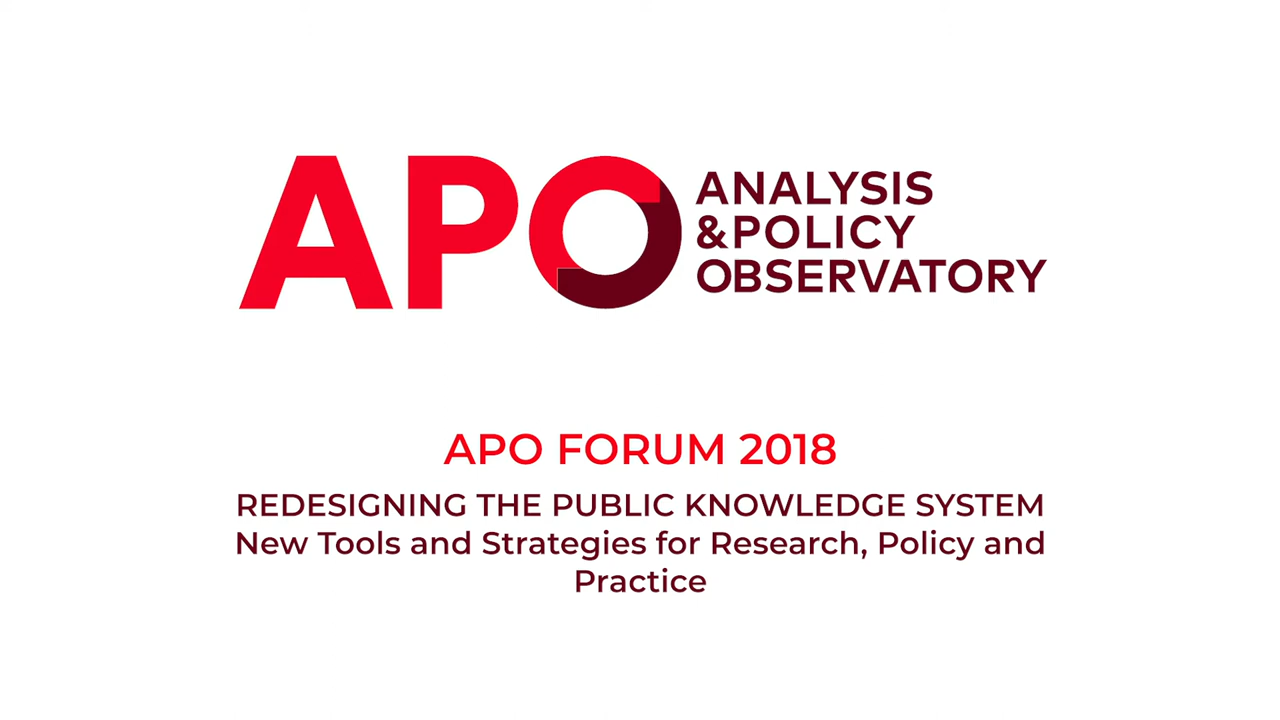 APO
ANALYSIS
&POLICY
OBSERVATORY
APO FORUM 2018
REDESIGNING THE PUBLIC KNOWLEDGE SYSTEM
New Tools and Strategies for Research, Policy and
Practice